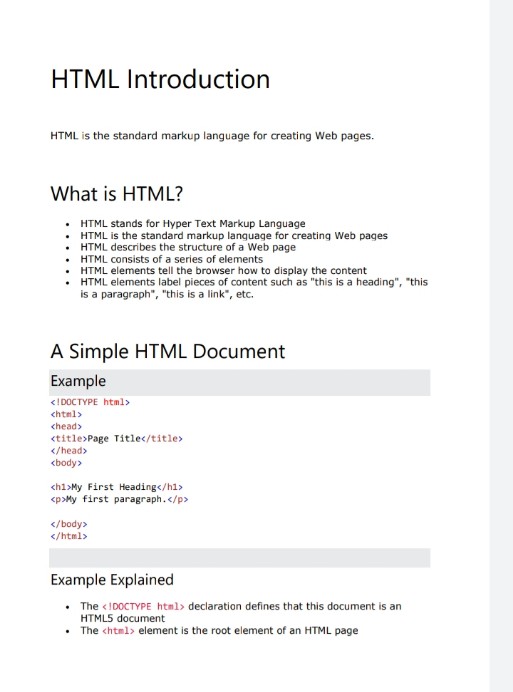 HTML Introduction
HTML is the standard markup language for creating Web pages.
What is HTML?
• HTML stands for Hyper Text Markup Language
• HTML is the standard markup language for creating Web pages
• HTML describes the structure of a Web page
• HTML consists of a series of elements
• HTML elements tell the browser how to display the content
• HTML elements label pieces of content such as "this is a heading", "this
is a paragraph", "this is a link", etc.
A Simple HTML Document
Example
<!DOCTYPE html>
<html>
<head>
<title>Page Title</title>
</head>
<body>
<h1>My First Heading</h1>
<p>My first paragraph.</p>
</body>
</html>
Example Explained
• The <!DOCTYPE html> declaration defines that this document is an
HTML5 document
• The <html> element is the root element of an HTML page